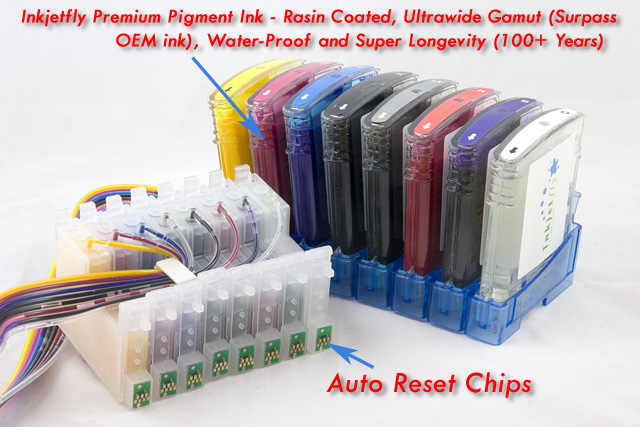 Inkjetfly Premium Pigment Ink - Rasin Coated, Ultrawide Gamut (Surpass
OEM ink), Water-Proof and Super Longevity (100+ Years)
Auto Reset Chips